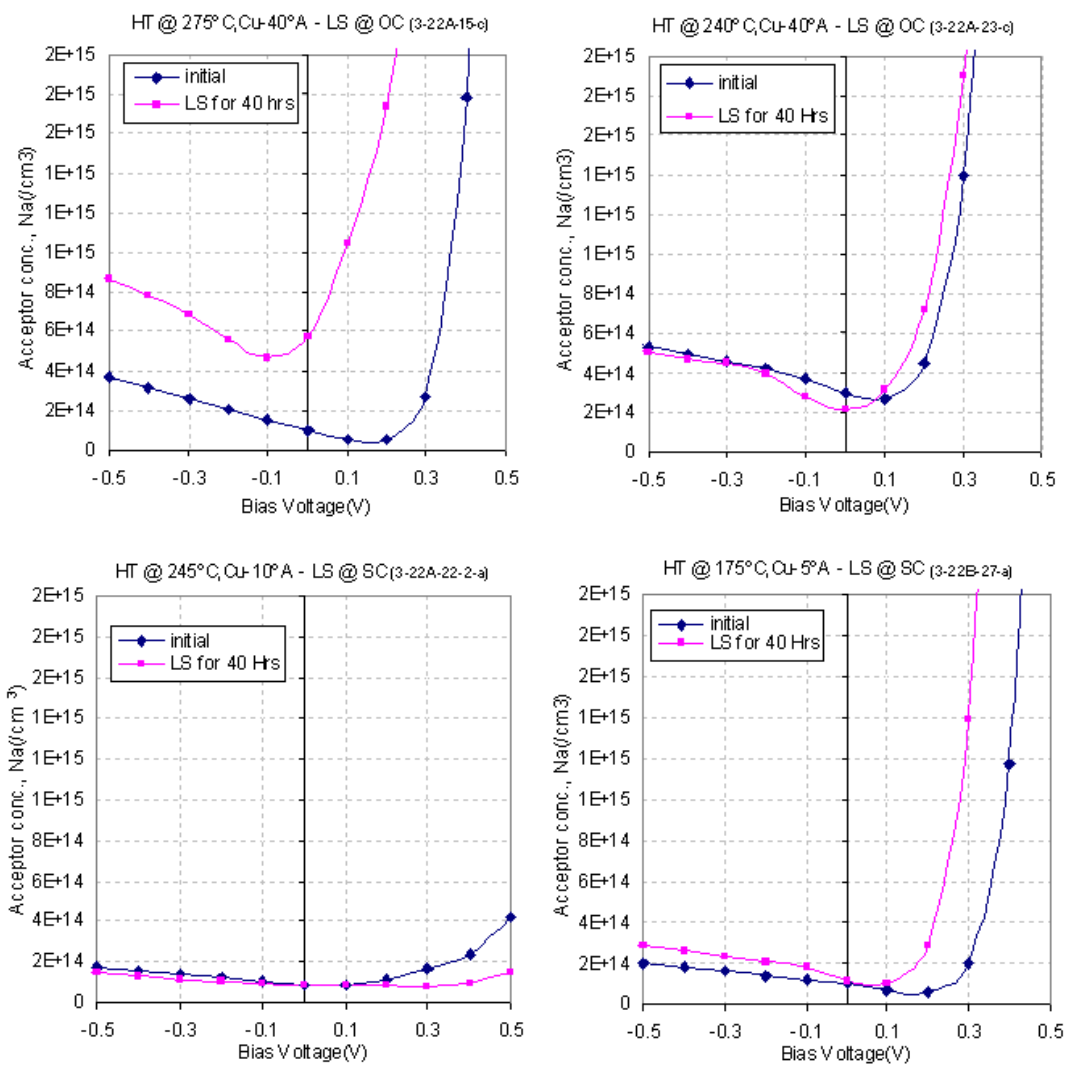 HT @ 275°C,Cu-40°A - LS @ OC (3-22A-15-c)
2E+15
2E+15
2E+15
1E+15
1E+15
1E+15
8E+14
6E+14
4E+14
2E+14
0
Acceptor conc., Na(/cm3)
initial
LS for 40 hrs
-0.5 -0.3 -0.1 0.1 0.3 0.5
Bias Voltage(V)
HT @ 240°C,Cu-40°A - LS @ OC (3-22A-23-c)
2E+15
2E+15
2E+15
1E+15
1E+15
1E+15
8E+14
6E+14
4E+14
2E+14
0
Acceptor conc., Na(/cm3)
initial
LS for 40 Hrs
-0.5 -0.3 -0.1 0.1 0.3 0.5
Bias Voltage(V)
HT @ 245°C,Cu-10°A - LS @ SC (3-22A-22-2-a)
2E+15
2E+15
2E+15
1E+15
1E+15
1E+15
8E+14
6E+14
4E+14
2E+14
0
Acceptor conc., Na(/cm ³)
initial
LS for 40 Hrs
-0.5 -0.3 -0.1 0.1 0.3 0.5
Bias Voltage(V)
HT @ 175°C,Cu-5°A - LS @ SC (3-22B-27-a)
2E+15
2E+15
2E+15
1E+15
1E+15
1E+15
8E+14
6E+14
4E+14
2E+14
0
Acceptor conc., Na(/cm3)
initial
LS for 40 Hrs
-0.5 -0.3 -0.1 0.1 0.3 0.5
Bias Voltage(V)